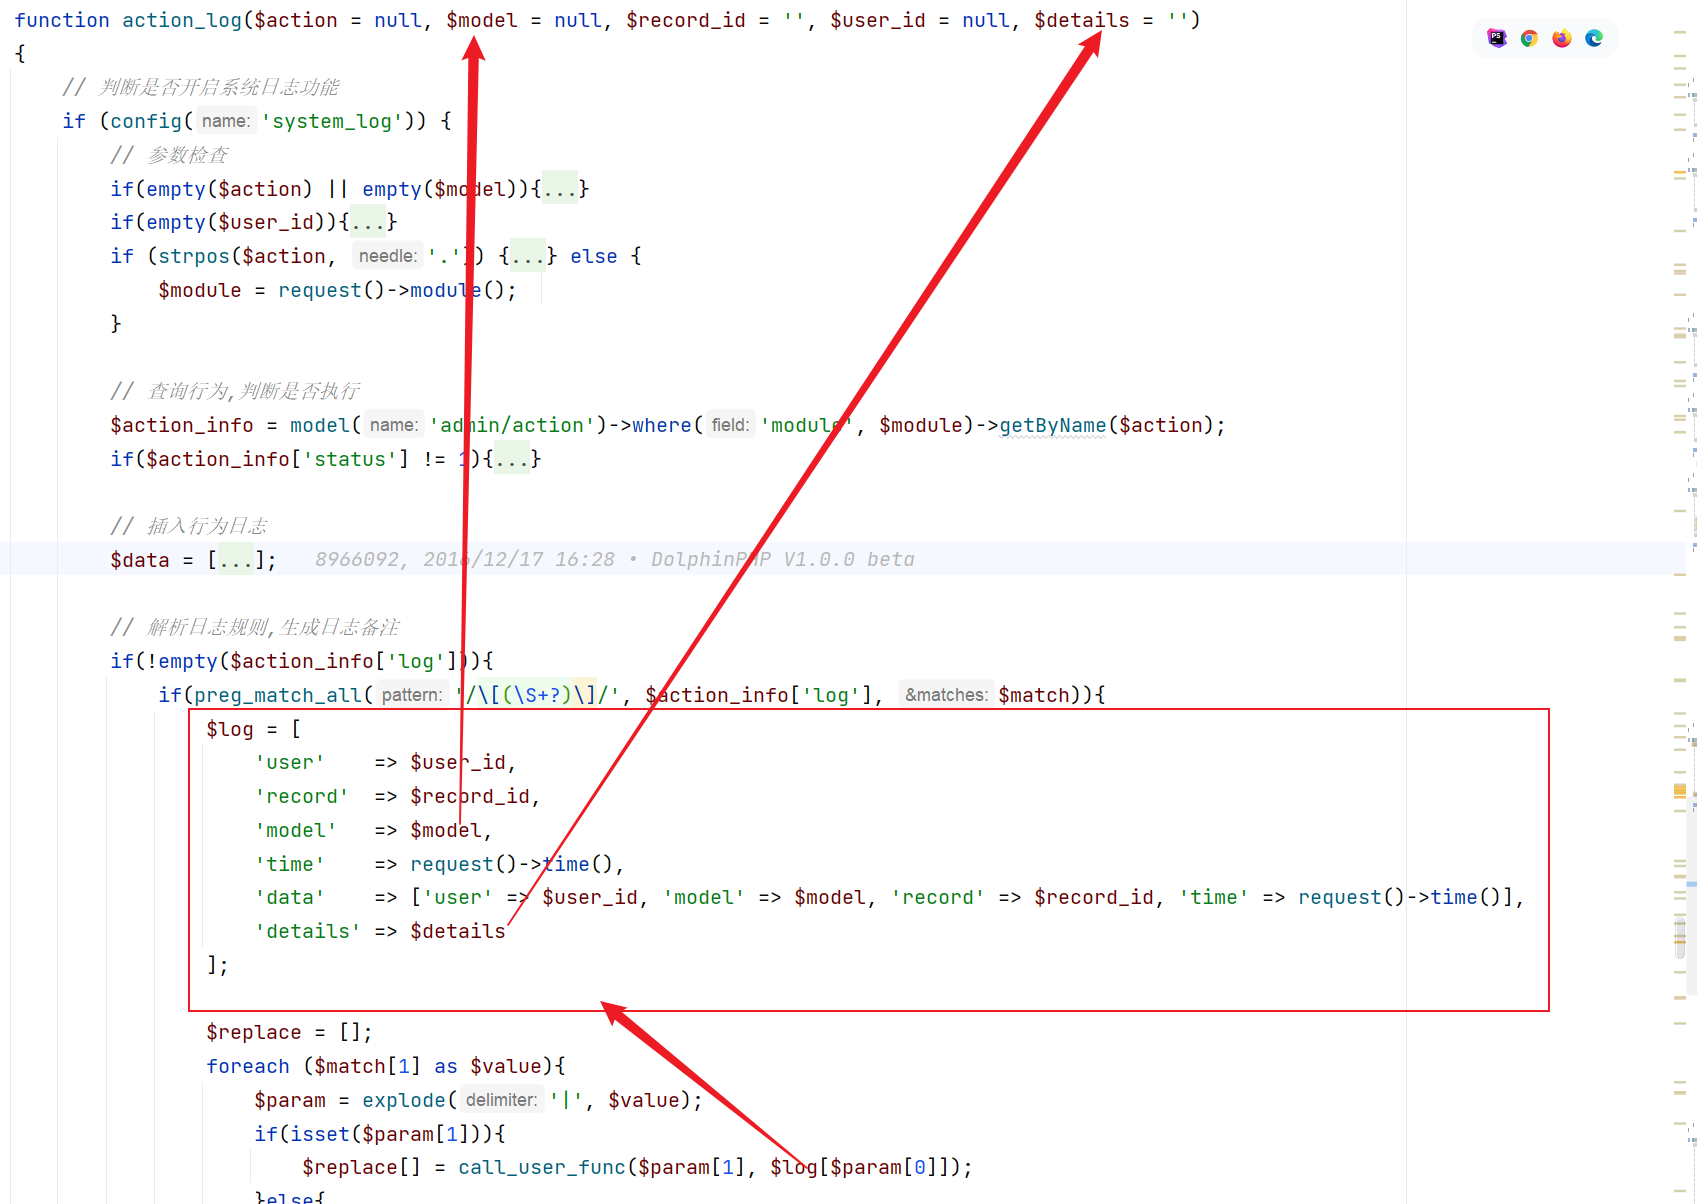 function action_log($action = null, $model = null, $record_id = '', $user_id = null, $details = '')
{
// 判断是否开启系统日志功能
if (config( name: 'system_log')) {
// 参数检查
if(empty($action) || empty($model)){...}
if(empty($user_id)){...}
if (strpos($action, needle: '.')) {...} else {
$module = request()->module();
}
// 查询行为,判断是否执行
$action_info = model( name: 'admin/action')->where( field: 'module', $module)->getByName($action);
if($action_info['status'] != 1){...}
// 插入行为日志
$data = [...]; 8966092, 2016/12/17 16:28 • DolphinPHP V1.0.0 beta
// 解析日志规则,生成日志备注
if(!empty($action_info['log'])){
if(preg_match_all( pattern: '/\[(\S+?)\]/', $action_info['log'], &matches: $match)){
$log = [
'user' => $user_id,
'record' => $record_id,
'model' => $model,
'time' => request()->time(),
'data' => ['user' => $user_id, 'model' => $model, 'record' => $record_id, 'time' => request()->time()],
'details' => $details
];
$replace = [];
foreach ($match[1] as $value){
$param = explode( delimiter: '|', $value);
if(isset($param[1])){
$replace[] = call_user_func($param[1], $log[$param[0]]);
}else{